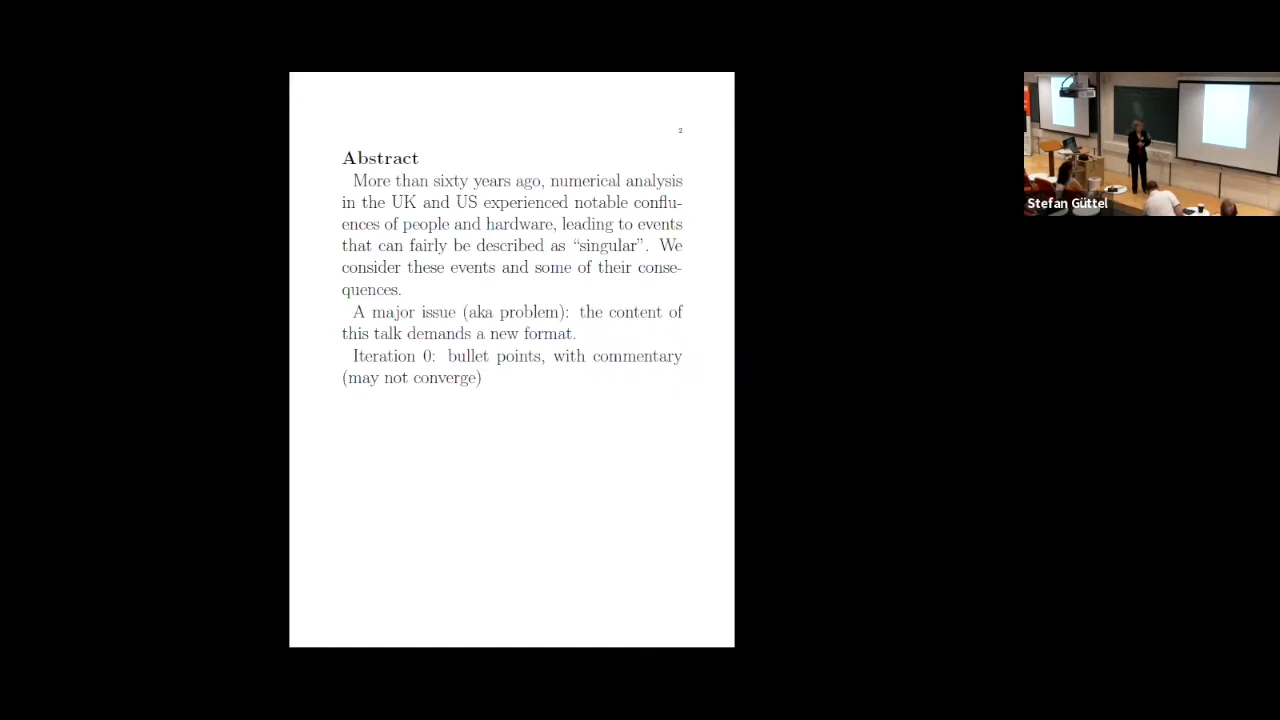 2
Abstract
More than sixty years ago, numerical analysis
in the UK and US experienced notable conflu-
ences of people and hardware, leading to events
that can fairly be described as “singular”. We
consider these events and some of their conse-
quences.
A major issue (aka problem): the content of
this talk demands a new format.
Iteration 0: bullet points, with commentary
(may not converge)
Stefan Güttel